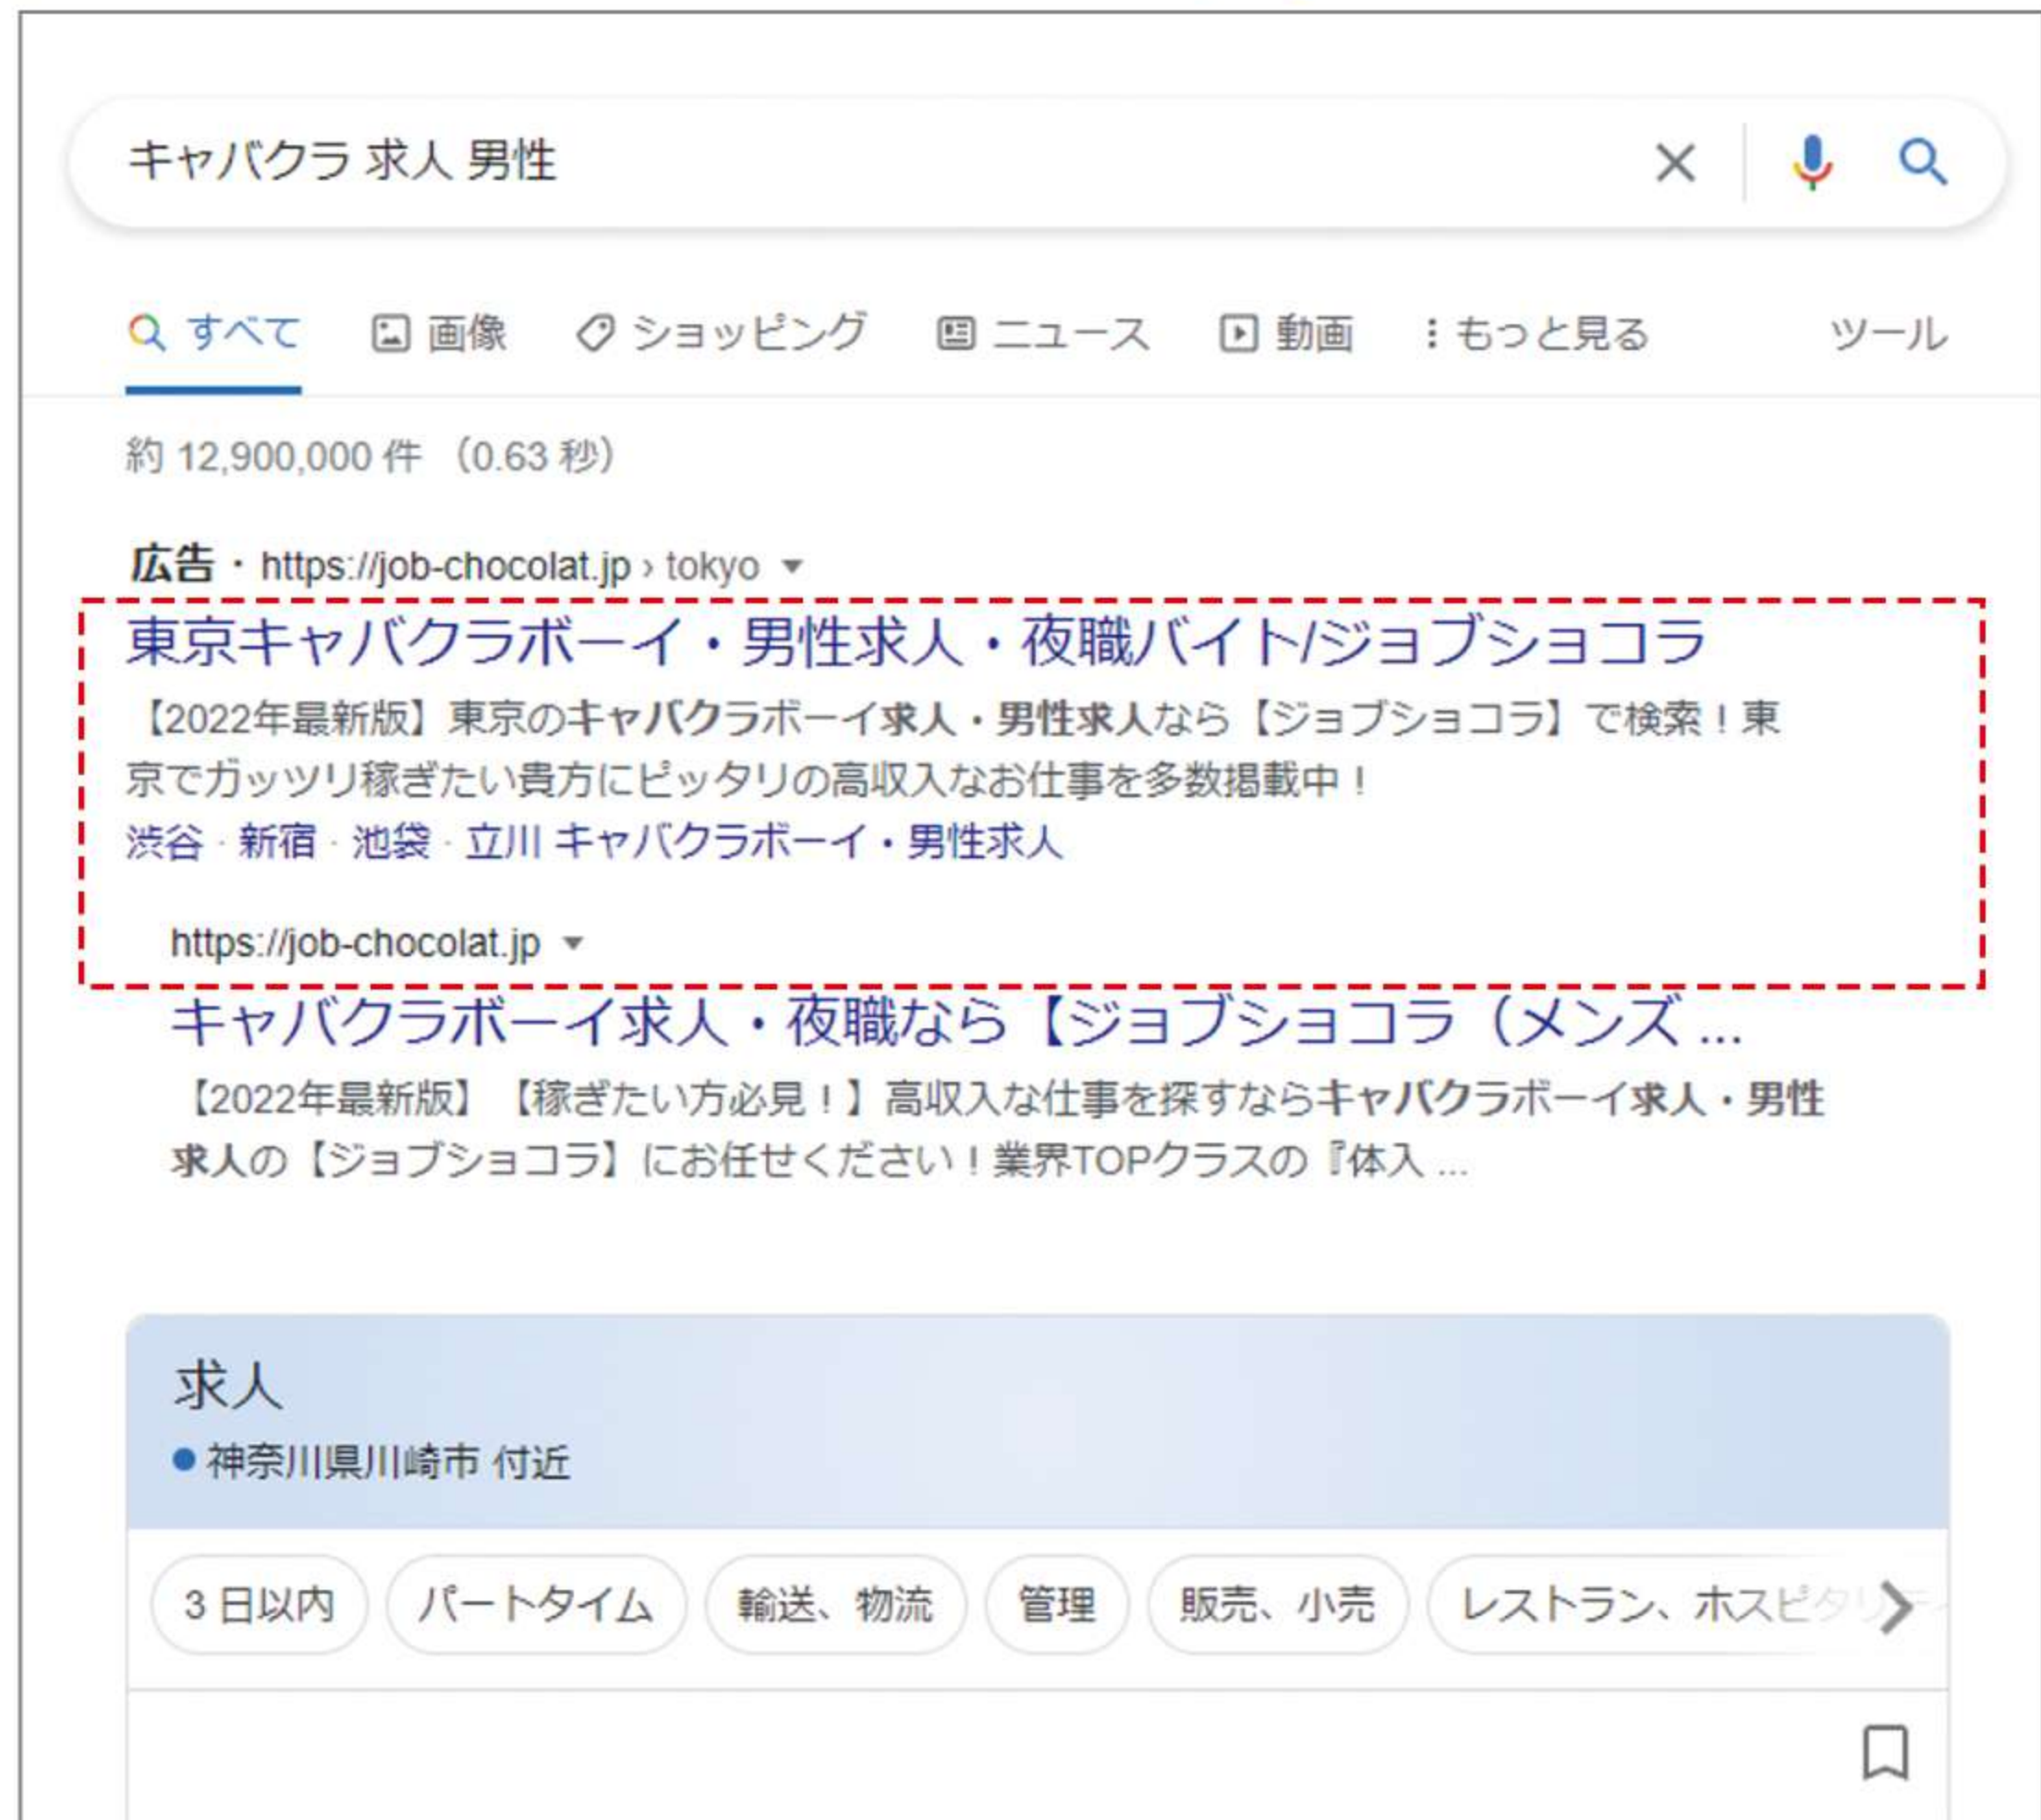 キャバクラ 求人 男性
すべて 画像 ショッピング ニュース 動画 もっと見る ツール
約 12,900,000 件 （0.63 秒）
広告・https://job-chocolat.jp › tokyo
東京キャバクラボーイ・男性求人・夜職バイト/ジョブショコラ
【2022年最新版】東京のキャバクラボーイ求人・男性求人なら【ジョブショコラ】で検索！東
京でガッツリ稼ぎたい貴方にピッタリの高収入なお仕事を多数掲載中！
渋谷・新宿・池袋・立川 キャバクラボーイ・男性求人
https://job-chocolat.jp
キャバクラボーイ求人・夜職なら【ジョブショコラ（メンズ ...
【2022年最新版】【稼ぎたい方必見！】高収入な仕事を探すならキャバクラボーイ求人・男性
求人の【ジョブショコラ】にお任せください！業界TOPクラスの『体入 ...
求人
神奈川県川崎市 付近
3 日以内 パートタイム 輸送、物流 管理 販売、小売 レストラン、ホスピタリティ